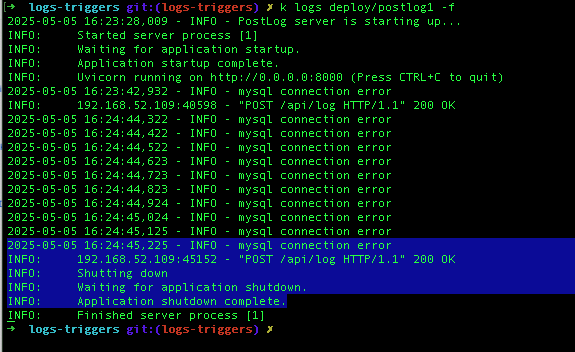 [➜  logs-triggers git:(logs-triggers) ✗ k logs deploy/postlog1 -f
2025-05-05 16:23:28,009 - INFO - PostLog server is starting up...
INFO:     Started server process [1]
INFO:     Waiting for application startup.
INFO:     Application startup complete.
INFO:     Uvicorn running on http://0.0.0.0:8000 (Press CTRL+C to quit)
2025-05-05 16:23:42,932 - INFO - mysql connection error
INFO:     192.168.52.109:40598 - "POST /api/log HTTP/1.1" 200 OK
2025-05-05 16:24:44,322 - INFO - mysql connection error
2025-05-05 16:24:44,422 - INFO - mysql connection error
2025-05-05 16:24:44,522 - INFO - mysql connection error
2025-05-05 16:24:44,623 - INFO - mysql connection error
2025-05-05 16:24:44,723 - INFO - mysql connection error
2025-05-05 16:24:44,823 - INFO - mysql connection error
2025-05-05 16:24:44,924 - INFO - mysql connection error
2025-05-05 16:24:45,024 - INFO - mysql connection error
2025-05-05 16:24:45,125 - INFO - mysql connection error
2025-05-05 16:24:45,225 - INFO - mysql connection error
INFO:     192.168.52.109:45152 - "POST /api/log HTTP/1.1" 200 OK
INFO:     Shutting down
INFO:     Waiting for application shutdown.
INFO:     Application shutdown complete.
INFO:     Finished server process [1]
➜  logs-triggers git:(logs-triggers) ✗